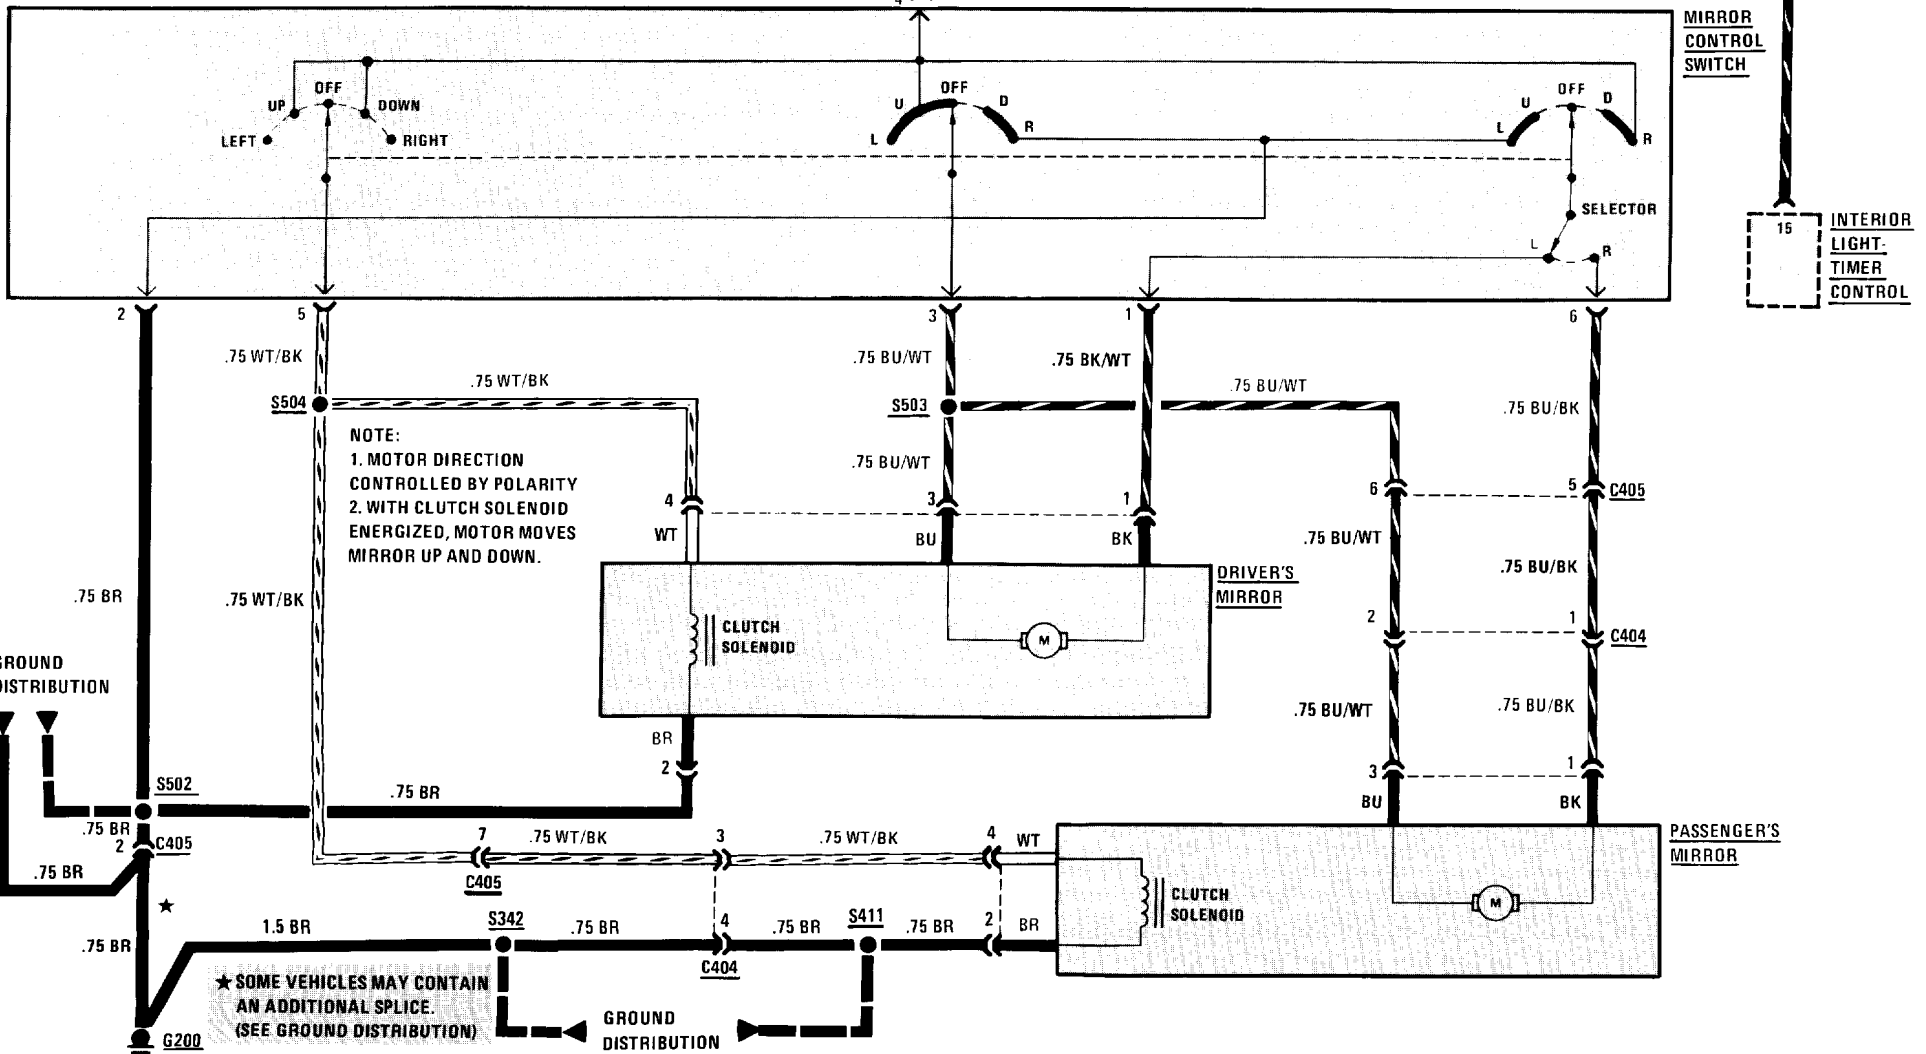 MIRROR
CONTROL
SWITCH
OFF
UP
DOWN
LEFT
RIGHT
OFF
U
D
L
R
OFF
U
D
L
R
SELECTOR
L
R
15
INTERIOR
LIGHT-
TIMER
CONTROL
2
5
3
1
6
.75 WT/BK
.75 BU/WT
.75 BK/WT
.75 WT/BK
.75 BU/WT
.75 BU/BK
S504
S503
NOTE:
1. MOTOR DIRECTION
CONTROLLED BY POLARITY
2. WITH CLUTCH SOLENOID
ENERGIZED, MOTOR MOVES
MIRROR UP AND DOWN.
.75 BU/WT
4
3
1
6
5
C405
WT
BU
BK
.75 BU/WT
.75 BU/BK
.75 BR
.75 WT/BK
DRIVER'S
MIRROR
CLUTCH
SOLENOID
M
2
1
C404
GROUND
DISTRIBUTION
.75 BU/WT
.75 BU/BK
BR
2
3
1
BU
BK
S502
.75 BR
.75 BR
2
C405
.75 BR
7
.75 WT/BK
3
.75 WT/BK
4
WT
C405
PASSENGER'S
MIRROR
CLUTCH
SOLENOID
M
★
.75 BR
1.5 BR
S342
.75 BR
4
.75 BR
S411
.75 BR
2
BR
C404
★ SOME VEHICLES MAY CONTAIN
AN ADDITIONAL SPLICE.
(SEE GROUND DISTRIBUTION)
GROUND
DISTRIBUTION
G200